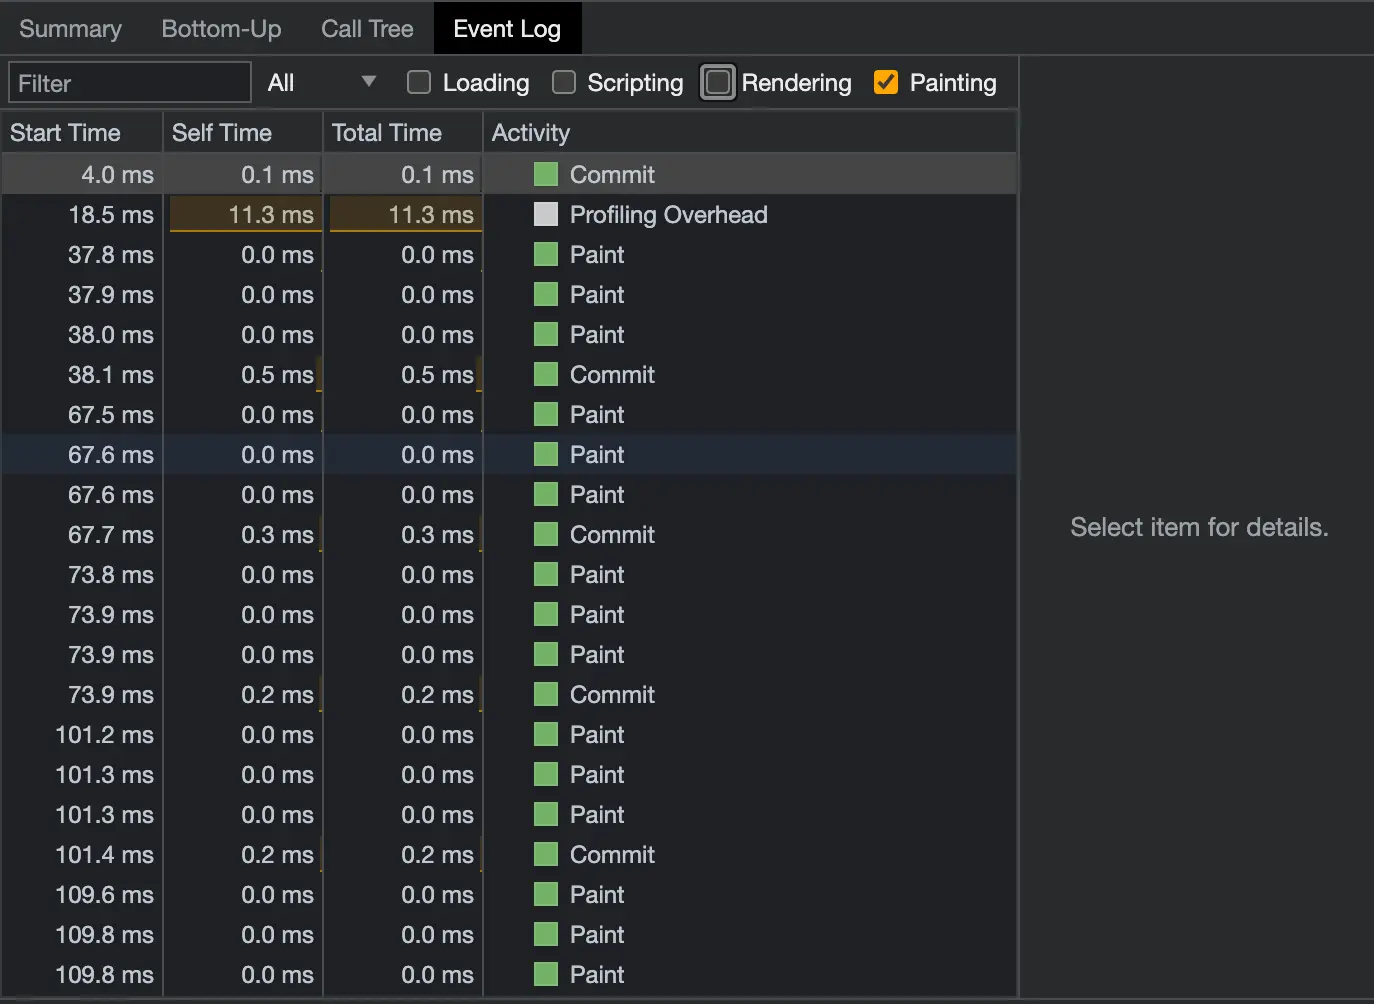 Summary Bottom-Up Call Tree Event Log
Filter All Loading Scripting Rendering Painting
Start Time Self Time Total Time Activity
4.0 ms 0.1 ms 0.1 ms Commit
18.5 ms 11.3 ms 11.3 ms Profiling Overhead
37.8 ms 0.0 ms 0.0 ms Paint
37.9 ms 0.0 ms 0.0 ms Paint
38.0 ms 0.0 ms 0.0 ms Paint
38.1 ms 0.5 ms 0.5 ms Commit
67.5 ms 0.0 ms 0.0 ms Paint
67.6 ms 0.0 ms 0.0 ms Paint
67.6 ms 0.0 ms 0.0 ms Paint
67.7 ms 0.3 ms 0.3 ms Commit
73.8 ms 0.0 ms 0.0 ms Paint
73.9 ms 0.0 ms 0.0 ms Paint
73.9 ms 0.0 ms 0.0 ms Paint
73.9 ms 0.2 ms 0.2 ms Commit
101.2 ms 0.0 ms 0.0 ms Paint
101.3 ms 0.0 ms 0.0 ms Paint
101.3 ms 0.0 ms 0.0 ms Paint
101.4 ms 0.2 ms 0.2 ms Commit
109.6 ms 0.0 ms 0.0 ms Paint
109.8 ms 0.0 ms 0.0 ms Paint
109.8 ms 0.0 ms 0.0 ms Paint
Select item for details.